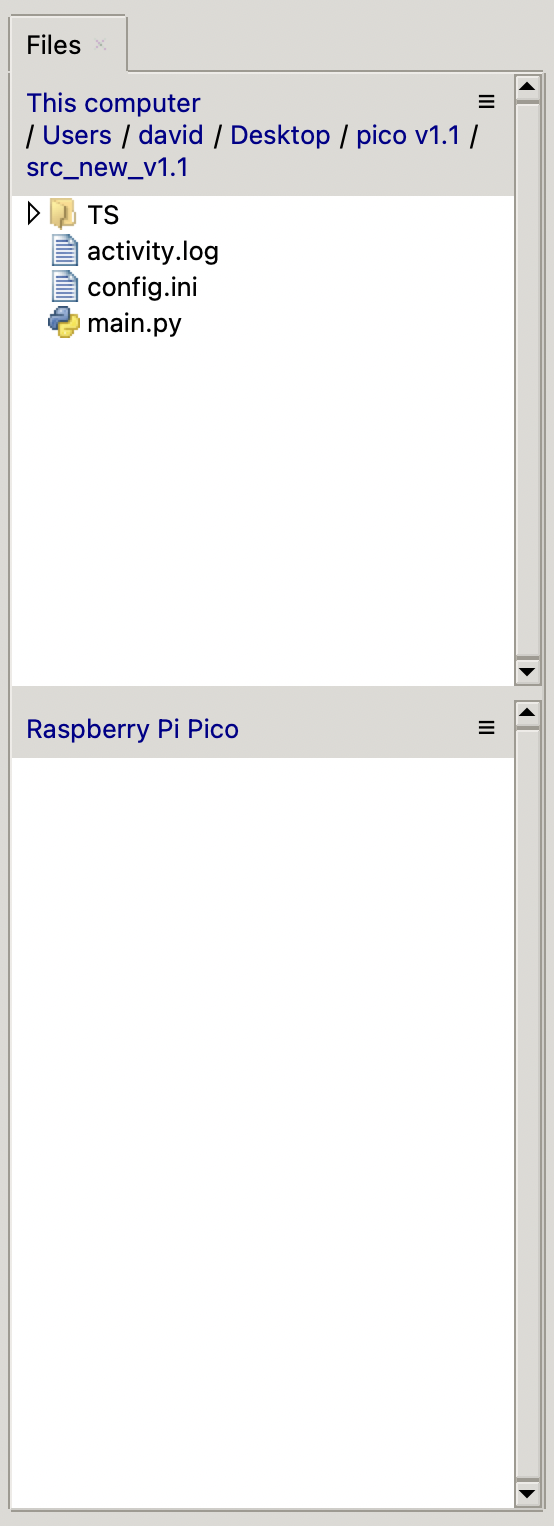 Files
This computer
/ Users / david / Desktop / pico v1.1 /
src_new_v1.1
TS
activity.log
config.ini
main.py
Raspberry Pi Pico